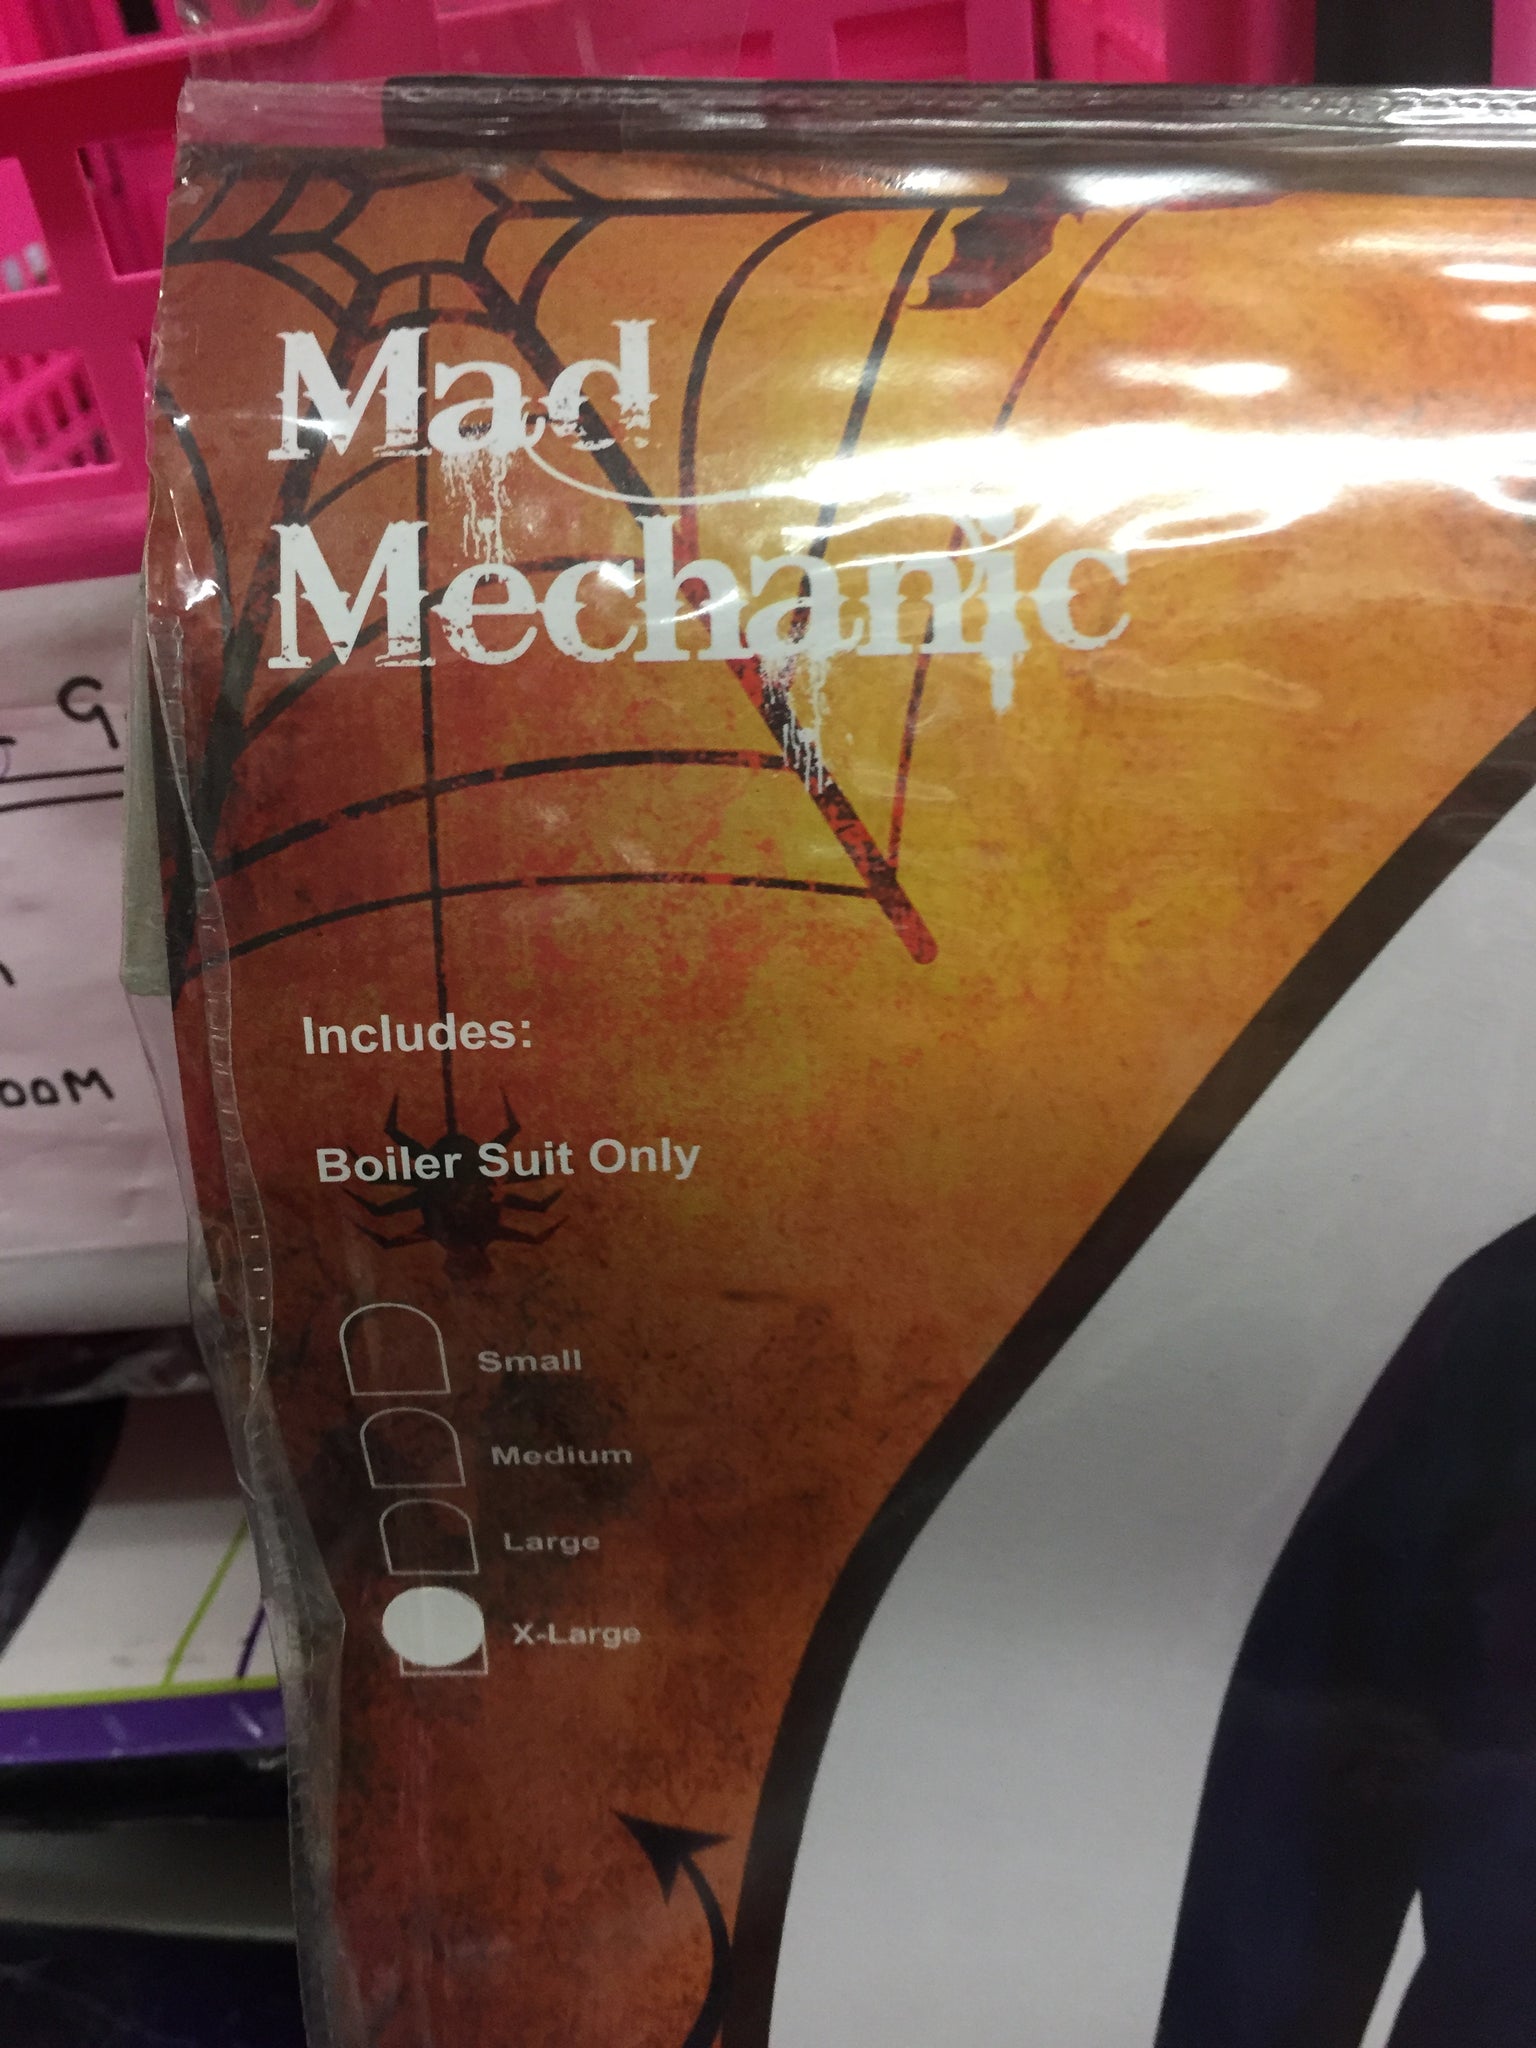 Mad
Mechanic
Includes:
Boiler Suit Only
Small
Medium
Large
X-Large